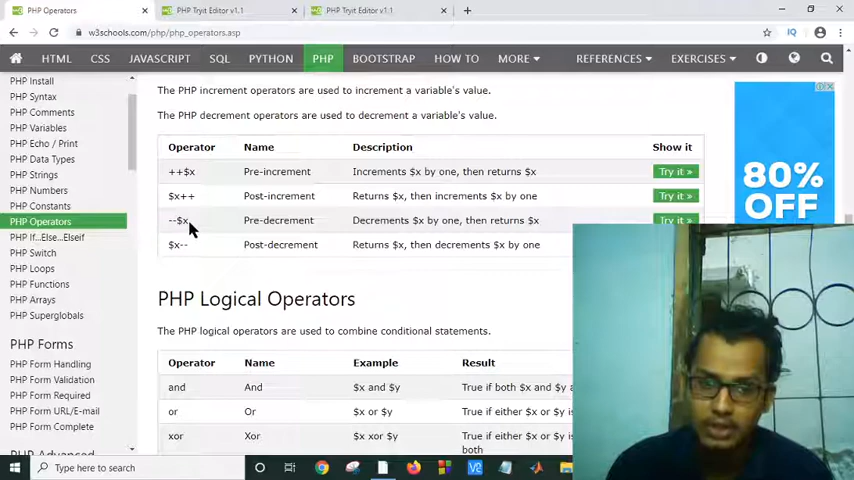 PHP Operators
PHP Tryit Editor v1.1
PHP Tryit Editor v1.1
w3schools.com/php/php_operators.asp
IQ
HTML CSS JAVASCRIPT SQL PYTHON PHP BOOTSTRAP HOW TO MORE REFERENCES EXERCISES
PHP Install
PHP Syntax
PHP Comments
PHP Variables
PHP Echo / Print
PHP Data Types
PHP Strings
PHP Numbers
PHP Constants
PHP Operators
PHP If...Else...Elseif
PHP Switch
PHP Loops
PHP Functions
PHP Arrays
PHP Superglobals
PHP Forms
PHP Form Handling
PHP Form Validation
PHP Form Required
PHP Form URL/E-mail
PHP Form Complete
The PHP increment operators are used to increment a variable's value.
The PHP decrement operators are used to decrement a variable's value.
Operator Name Description Show it
++$x Pre-increment Increments $x by one, then returns $x Try it »
$x++ Post-increment Returns $x, then increments $x by one Try it »
--$x Pre-decrement Decrements $x by one, then returns $x Try it »
$x-- Post-decrement Returns $x, then decrements $x by one
PHP Logical Operators
The PHP logical operators are used to combine conditional statements.
Operator Name Example Result
and And $x and $y True if both $x and $y a
or Or $x or $y True if either $x or $y is
xor Xor $x xor $y True if either $x or $y is
both
80%
OFF
Type here to search
V2